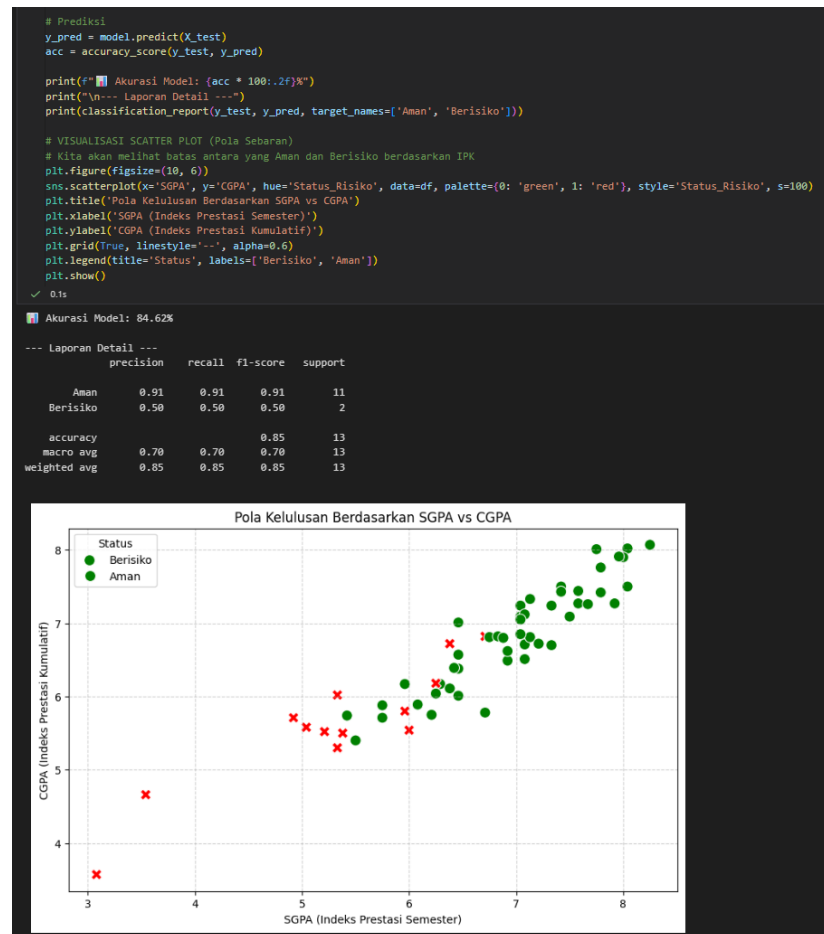 # Prediksi
y_pred = model.predict(X_test)
acc = accuracy_score(y_test, y_pred)
print(f"📊 Akurasi Model: {acc * 100:.2f}%")
print("\n--- Laporan Detail ---")
print(classification_report(y_test, y_pred, target_names=['Aman', 'Berisiko']))
# VISUALISASI SCATTER PLOT (Pola Sebaran)
# Kita akan melihat batas antara yang Aman dan Berisiko berdasarkan IPK
plt.figure(figsize=(10, 6))
sns.scatterplot(x='SGPA', y='CGPA', hue='Status_Risiko', data=df, palette={0: 'green', 1: 'red'}, style='Status_Risiko', s=100)
plt.title('Pola Kelulusan Berdasarkan SGPA vs CGPA')
plt.xlabel('SGPA (Indeks Prestasi Semester)')
plt.ylabel('CGPA (Indeks Prestasi Kumulatif)')
plt.grid(True, linestyle='--', alpha=0.6)
plt.legend(title='Status', labels=['Berisiko', 'Aman'])
plt.show()
✓ 0.1s
📊 Akurasi Model: 84.62%
--- Laporan Detail ---
precision recall f1-score support
Aman 0.91 0.91 0.91 11
Berisiko 0.50 0.50 0.50 2
accuracy 0.85 13
macro avg 0.70 0.70 0.70 13
weighted avg 0.85 0.85 0.85 13
Pola Kelulusan Berdasarkan SGPA vs CGPA
Status
Berisiko
Aman
CGPA (Indeks Prestasi Kumulatif)
8
7
6
5
4
3 4 5 6 7 8
SGPA (Indeks Prestasi Semester)